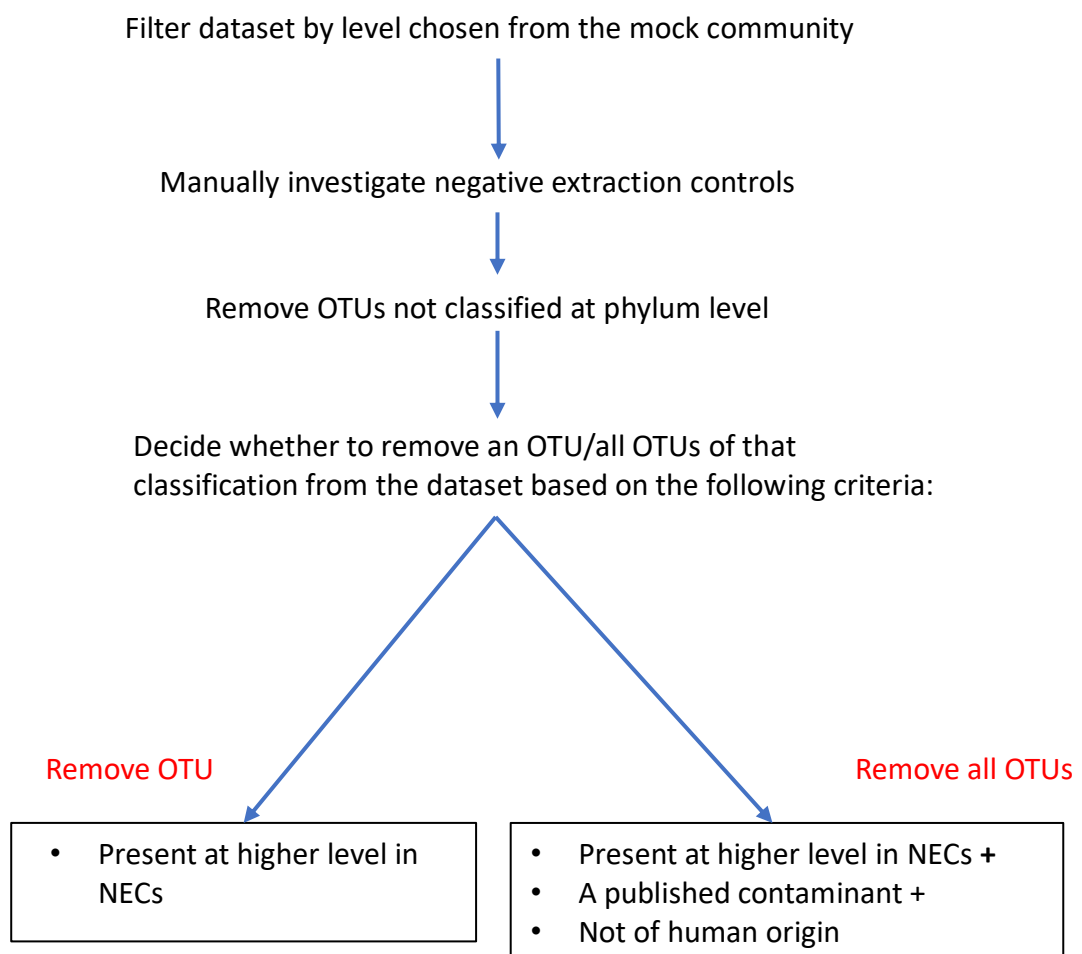 Filter dataset by level chosen from the mock community
Manually investigate negative extraction controls
Remove OTUs not classified at phylum level
Decide whether to remove an OTU/all OTUs of that
classification from the dataset based on the following criteria:
Remove OTU
Remove all OTUs
• Present at higher level in
NECs
• Present at higher level in NECs +
• A published contaminant +
• Not of human origin